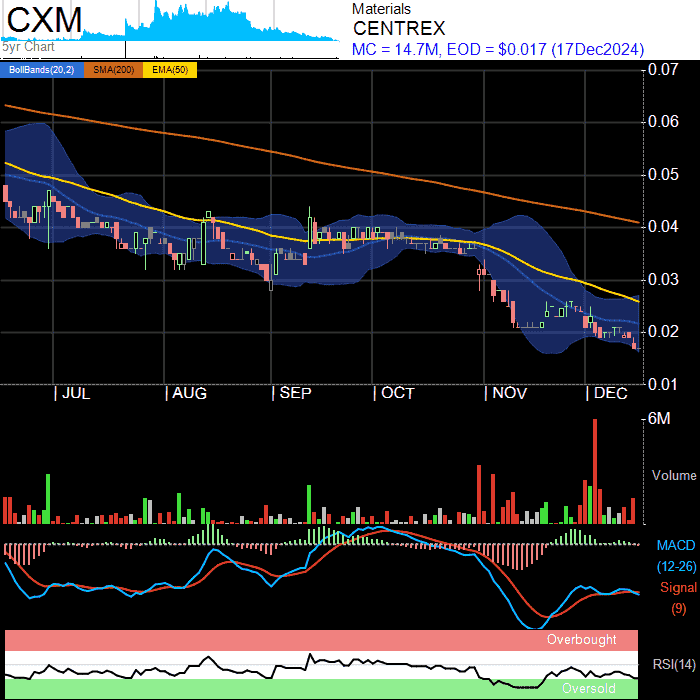 CXM
5yr Chart
Materials
CENTREX
MC = 14.7M, EOD = $0.017 (17Dec2024)
BollBands(20,2) SMA(200) EMA(50)
0.07
0.06
0.05
0.04
0.03
0.02
0.01
JUL AUG SEP OCT NOV DEC
6M
Volume
MACD
(12-26)
Signal
(9)
Overbought
RSI(14)
Oversold